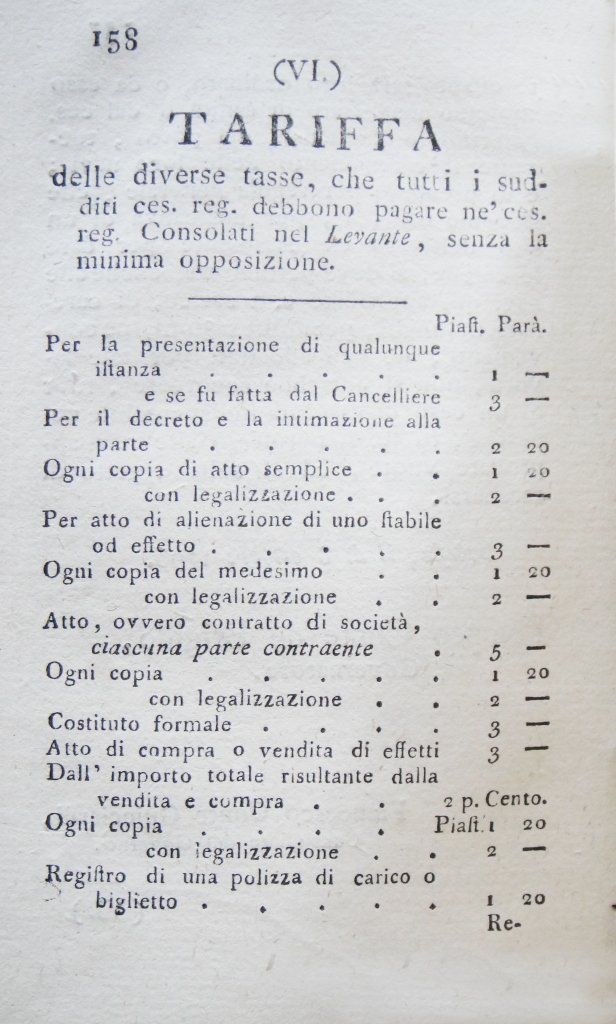 158
(VI.)
TARIFFA
delle diverse tasse, che tutti i sud-
diti ces. reg. debbono pagare ne' ces.
reg. Consolati nel Levante, senza la
minima opposizione.
Piaſt. Parà.
Per la presentazione di qualunque
iſtanza . . . . . 1 —
e se fu fatta dal Cancelliere 3 —
Per il decreto e la intimazione alla
parte . . . . . 2 20
Ogni copia di atto semplice . . 1 20
con legalizzazione . . 2 —
Per atto di alienazione di uno ſtabile
od effetto . . . . . 3 —
Ogni copia del medesimo . . 1 20
con legalizzazione . . 2 —
Atto, ovvero contratto di società,
ciascuna parte contraente . 5 —
Ogni copia . . . . . 1 20
con legalizzazione . . 2 —
Costituto formale . . . . 3 —
Atto di compra o vendita di effetti 3 —
Dall' importo totale risultante dalla
vendita e compra . . 2 p. Cento.
Ogni copia . . . . Piaſt. 1 20
con legalizzazione . . 2 —
Regiſtro di una polizza di carico o
biglietto . . . . . 1 20
Re-